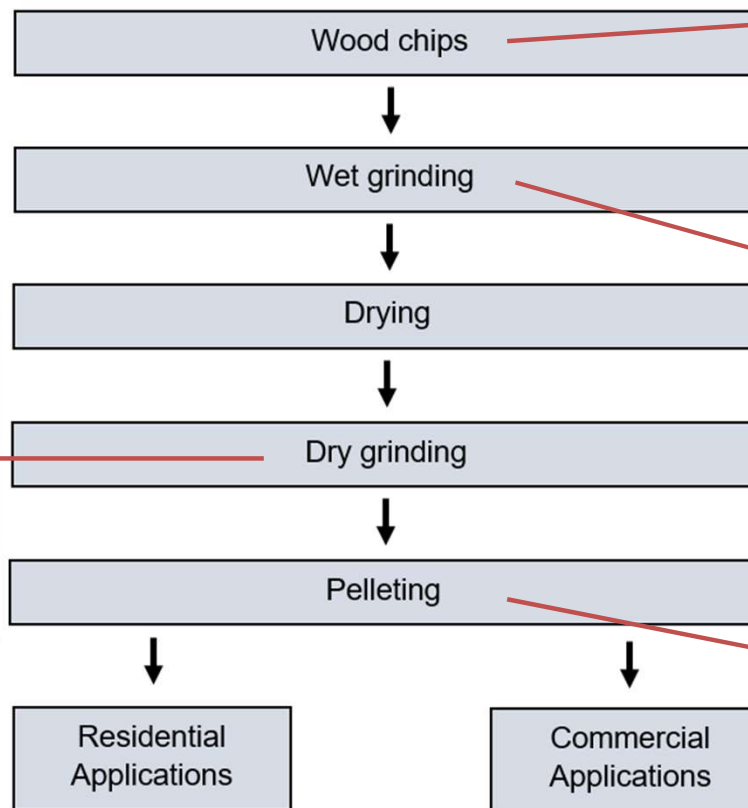 Wood chips
Wet grinding
Drying
Dry grinding
Pelleting
Residential
Applications
Commercial
Applications